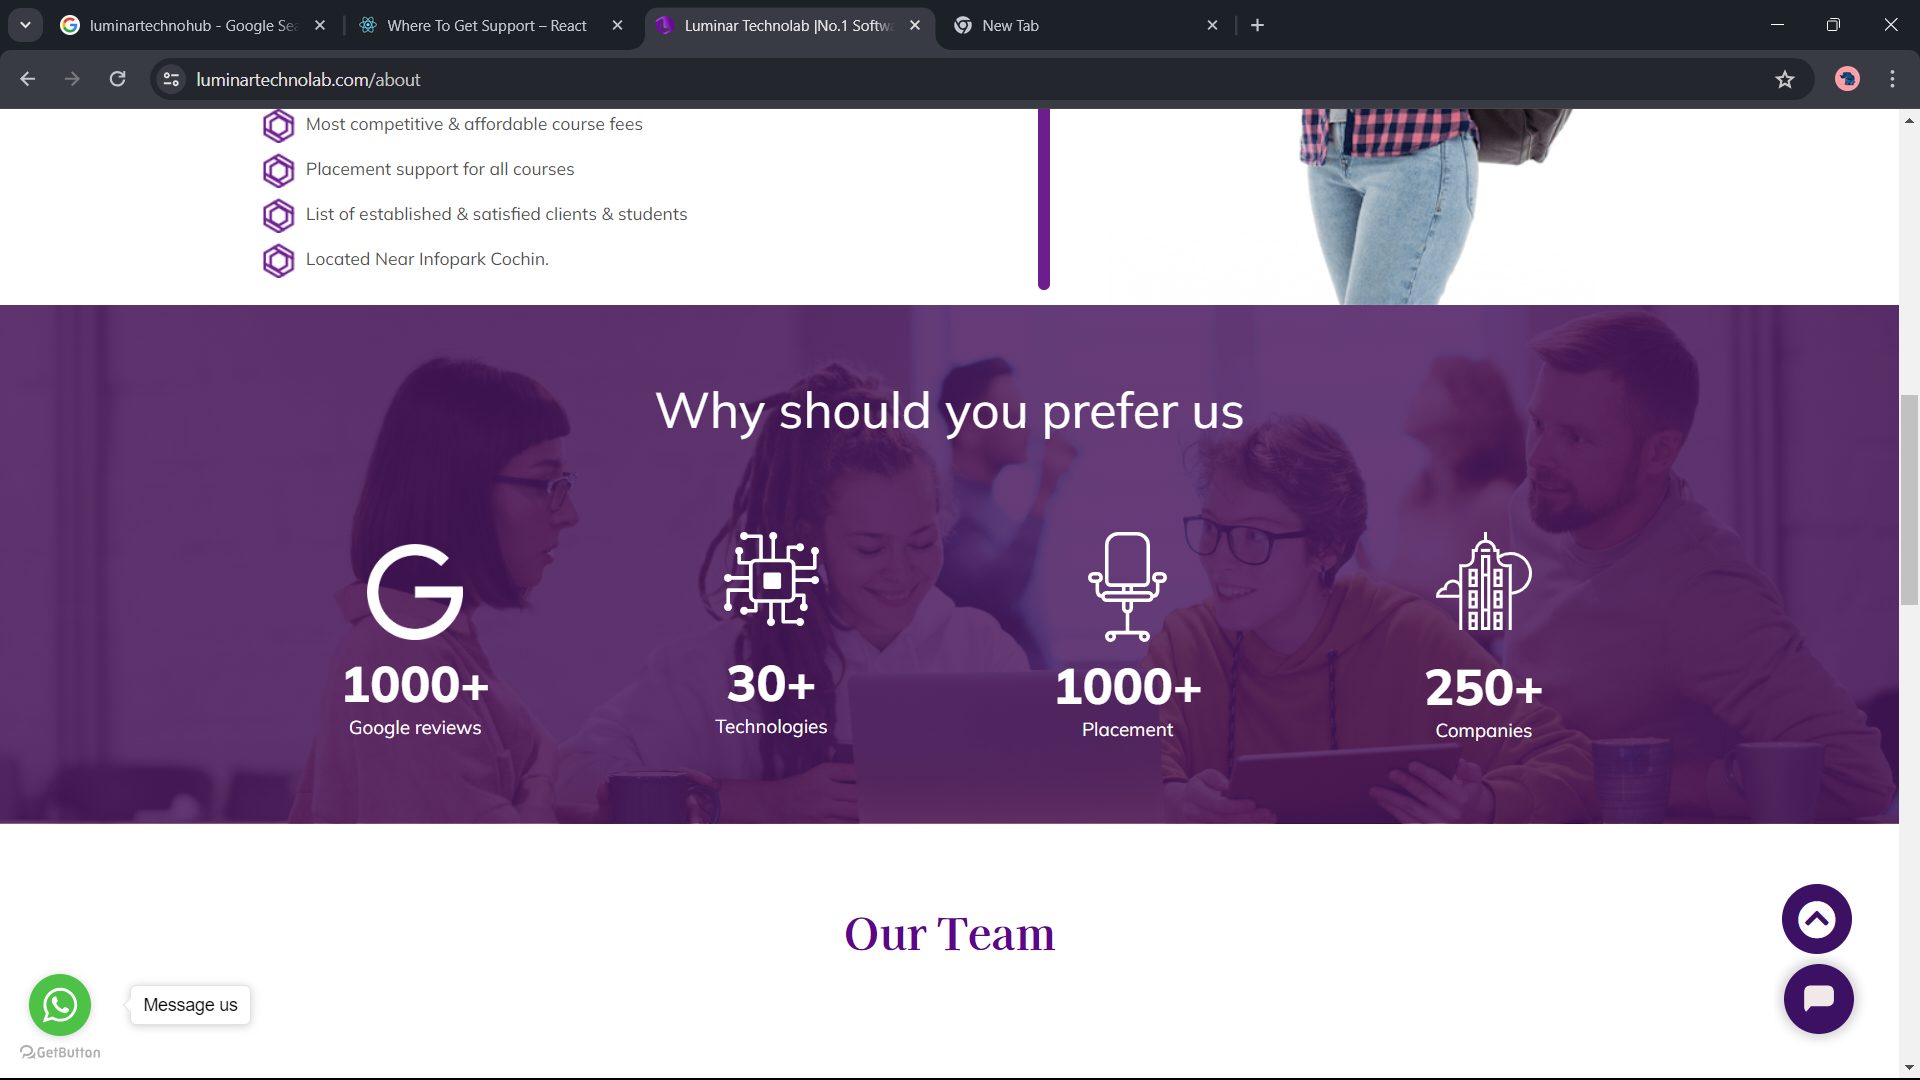 luminartechnohub - Google Sea
Where To Get Support – React
Luminar Technolab |No.1 Softwa
New Tab
luminartechnolab.com/about
Most competitive & affordable course fees
Placement support for all courses
List of established & satisfied clients & students
Located Near Infopark Cochin.
Why should you prefer us
1000+
30+
1000+
250+
Google reviews
Technologies
Placement
Companies
Our Team
Message us
GetButton